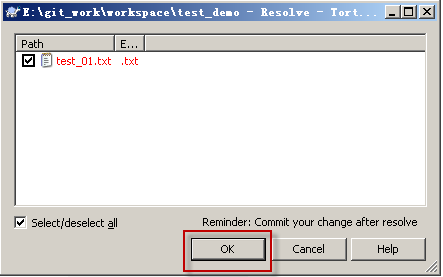 E:\git_work\workspace\test_demo - Resolve - Tort...
Path E...
test_01.txt .txt
Select/deselect all Reminder: Commit your change after resolve
OK Cancel Help